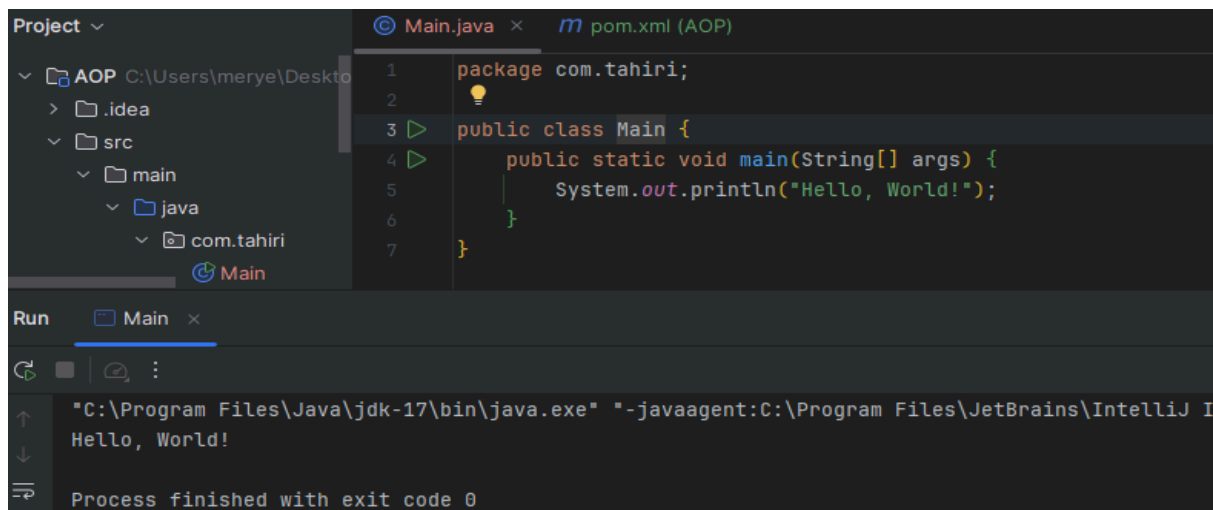 Project
AOP C:\Users\merye\Deskto
.idea
src
main
java
com.tahiri
Main
Main.java × m pom.xml (AOP)
1 package com.tahiri;
2
3 public class Main {
4 public static void main(String[] args) {
5 System.out.println("Hello, World!");
6 }
7 }
Run Main ×
"C:\Program Files\Java\jdk-17\bin\java.exe" "-javaagent:C:\Program Files\JetBrains\IntelliJ I
Hello, World!
Process finished with exit code 0